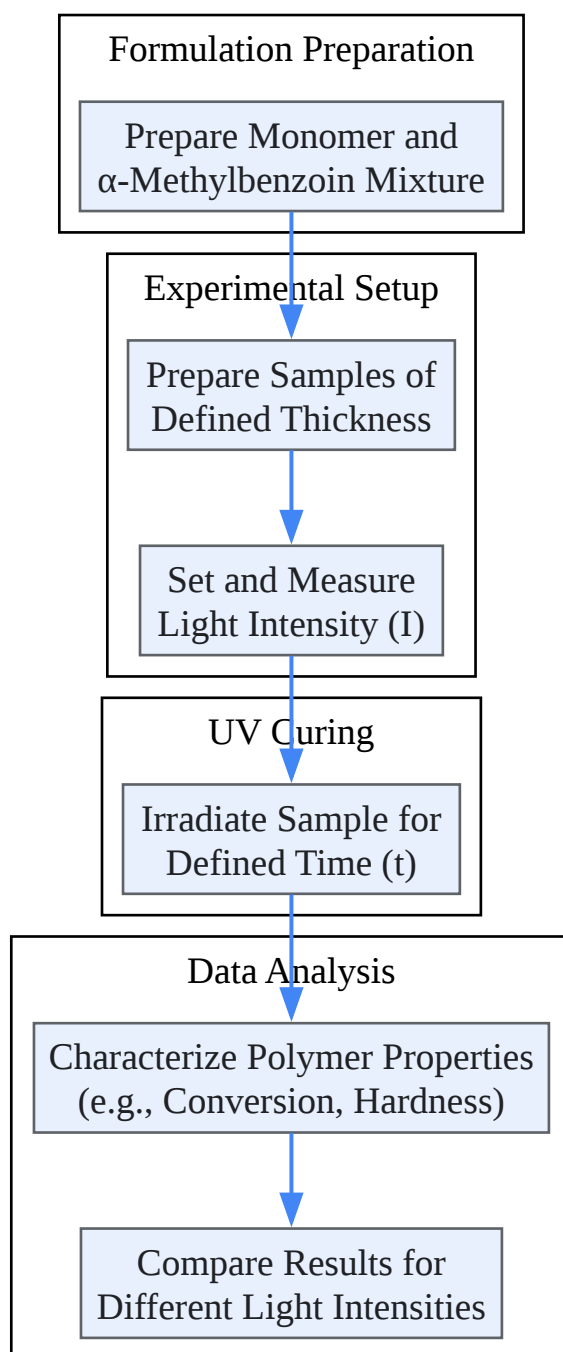 Formulation Preparation
Prepare Monomer and
α-Methylbenzoin Mixture
Experimental Setup
Prepare Samples of
Defined Thickness
Set and Measure
Light Intensity (I)
UV Curing
Irradiate Sample for
Defined Time (t)
Data Analysis
Characterize Polymer Properties
(e.g., Conversion, Hardness)
Compare Results for
Different Light Intensities